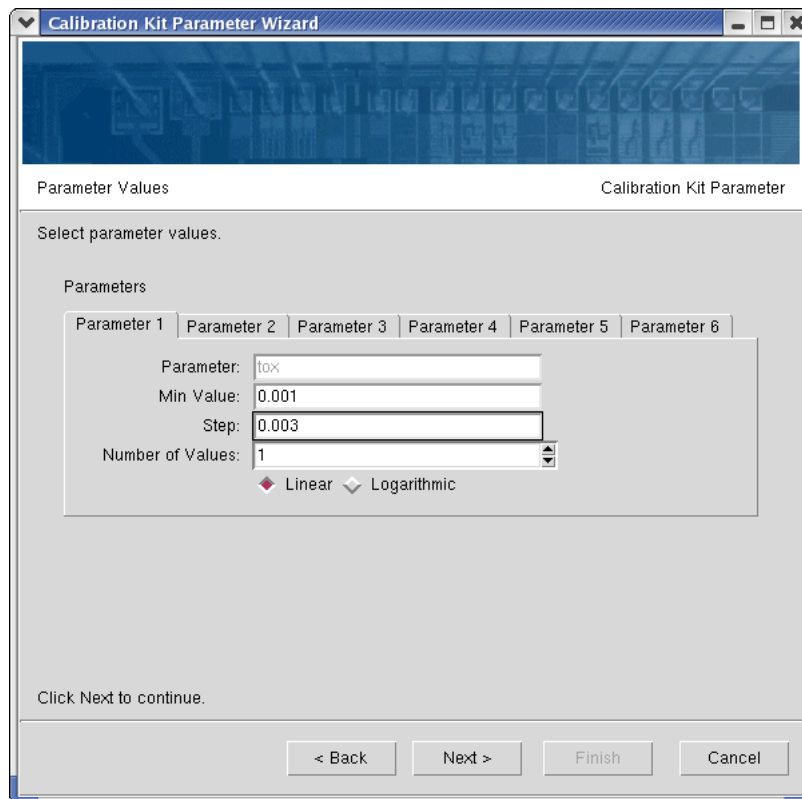 Calibration Kit Parameter Wizard
Parameter Values Calibration Kit Parameter
Select parameter values.
Parameters
Parameter 1 Parameter 2 Parameter 3 Parameter 4 Parameter 5 Parameter 6
Parameter: tox
Min Value: 0.001
Step: 0.003
Number of Values: 1
Linear Logarithmic
Click Next to continue.
< Back Next > Finish Cancel